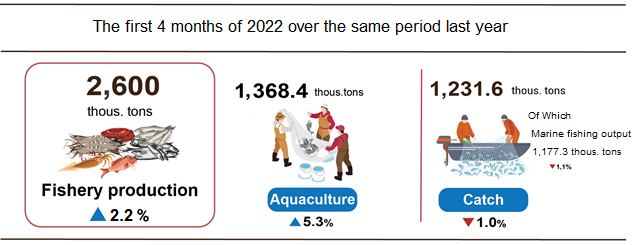 The first 4 months of 2022 over the same period last year
2,600
thous. tons
Fishery production
▲ 2.2 %
1,368.4 thous.tons
Aquaculture
▲ 5.3%
1,231.6 thous. tons
Of Which
Marine fishing output
1,177.3 thous. tons
▼1,1%
Catch
▼ 1.0%